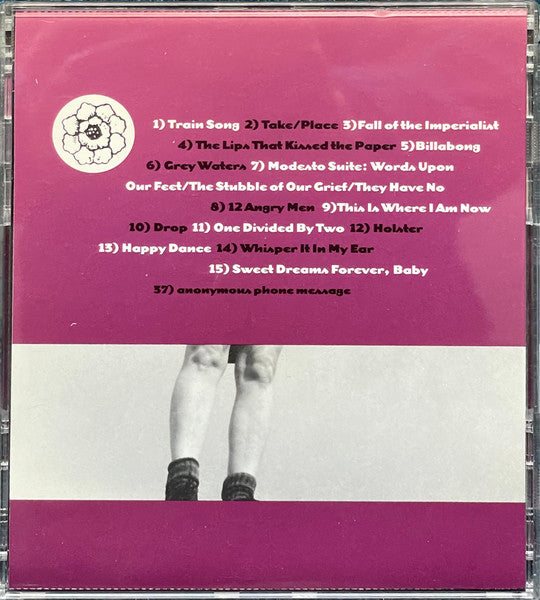 1) Train Song 2) Take/Place 3)Fall of the Imperialist
4) The Lips That Kissed the Paper 5)Billabong
6) Grey Waters 7) Modesto Suite: Words Upon
Our Feet/The Stubble of Our Grief/They Have No
8) 12 Angry Men 9)This Is Where I Am Now
10) Drop 11) One Divided By Two 12) Holster
13) Happy Dance 14) Whisper It In My Ear
15) Sweet Dreams Forever, Baby
37) anonymous phone message